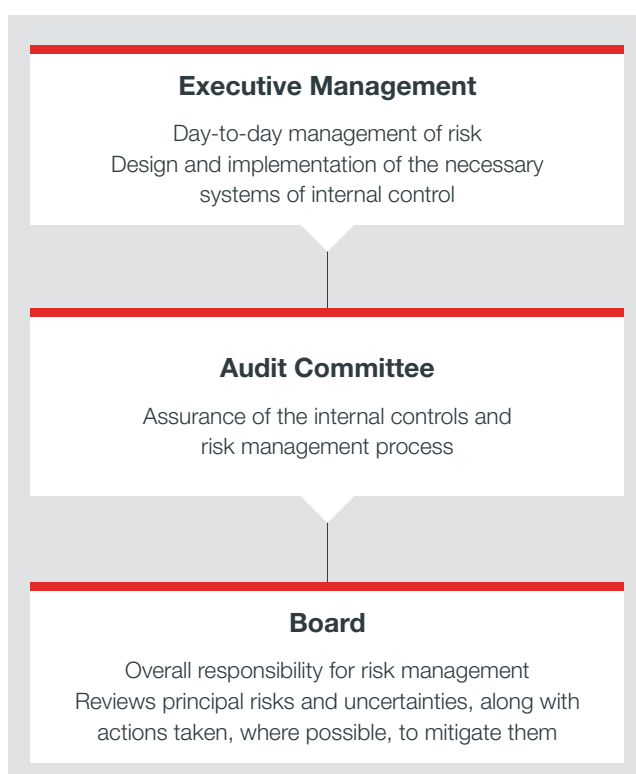 Executive Management
Day-to-day management of risk
Design and implementation of the necessary
systems of internal control
Audit Committee
Assurance of the internal controls and
risk management process
Board
Overall responsibility for risk management
Reviews principal risks and uncertainties, along with
actions taken, where possible, to mitigate them